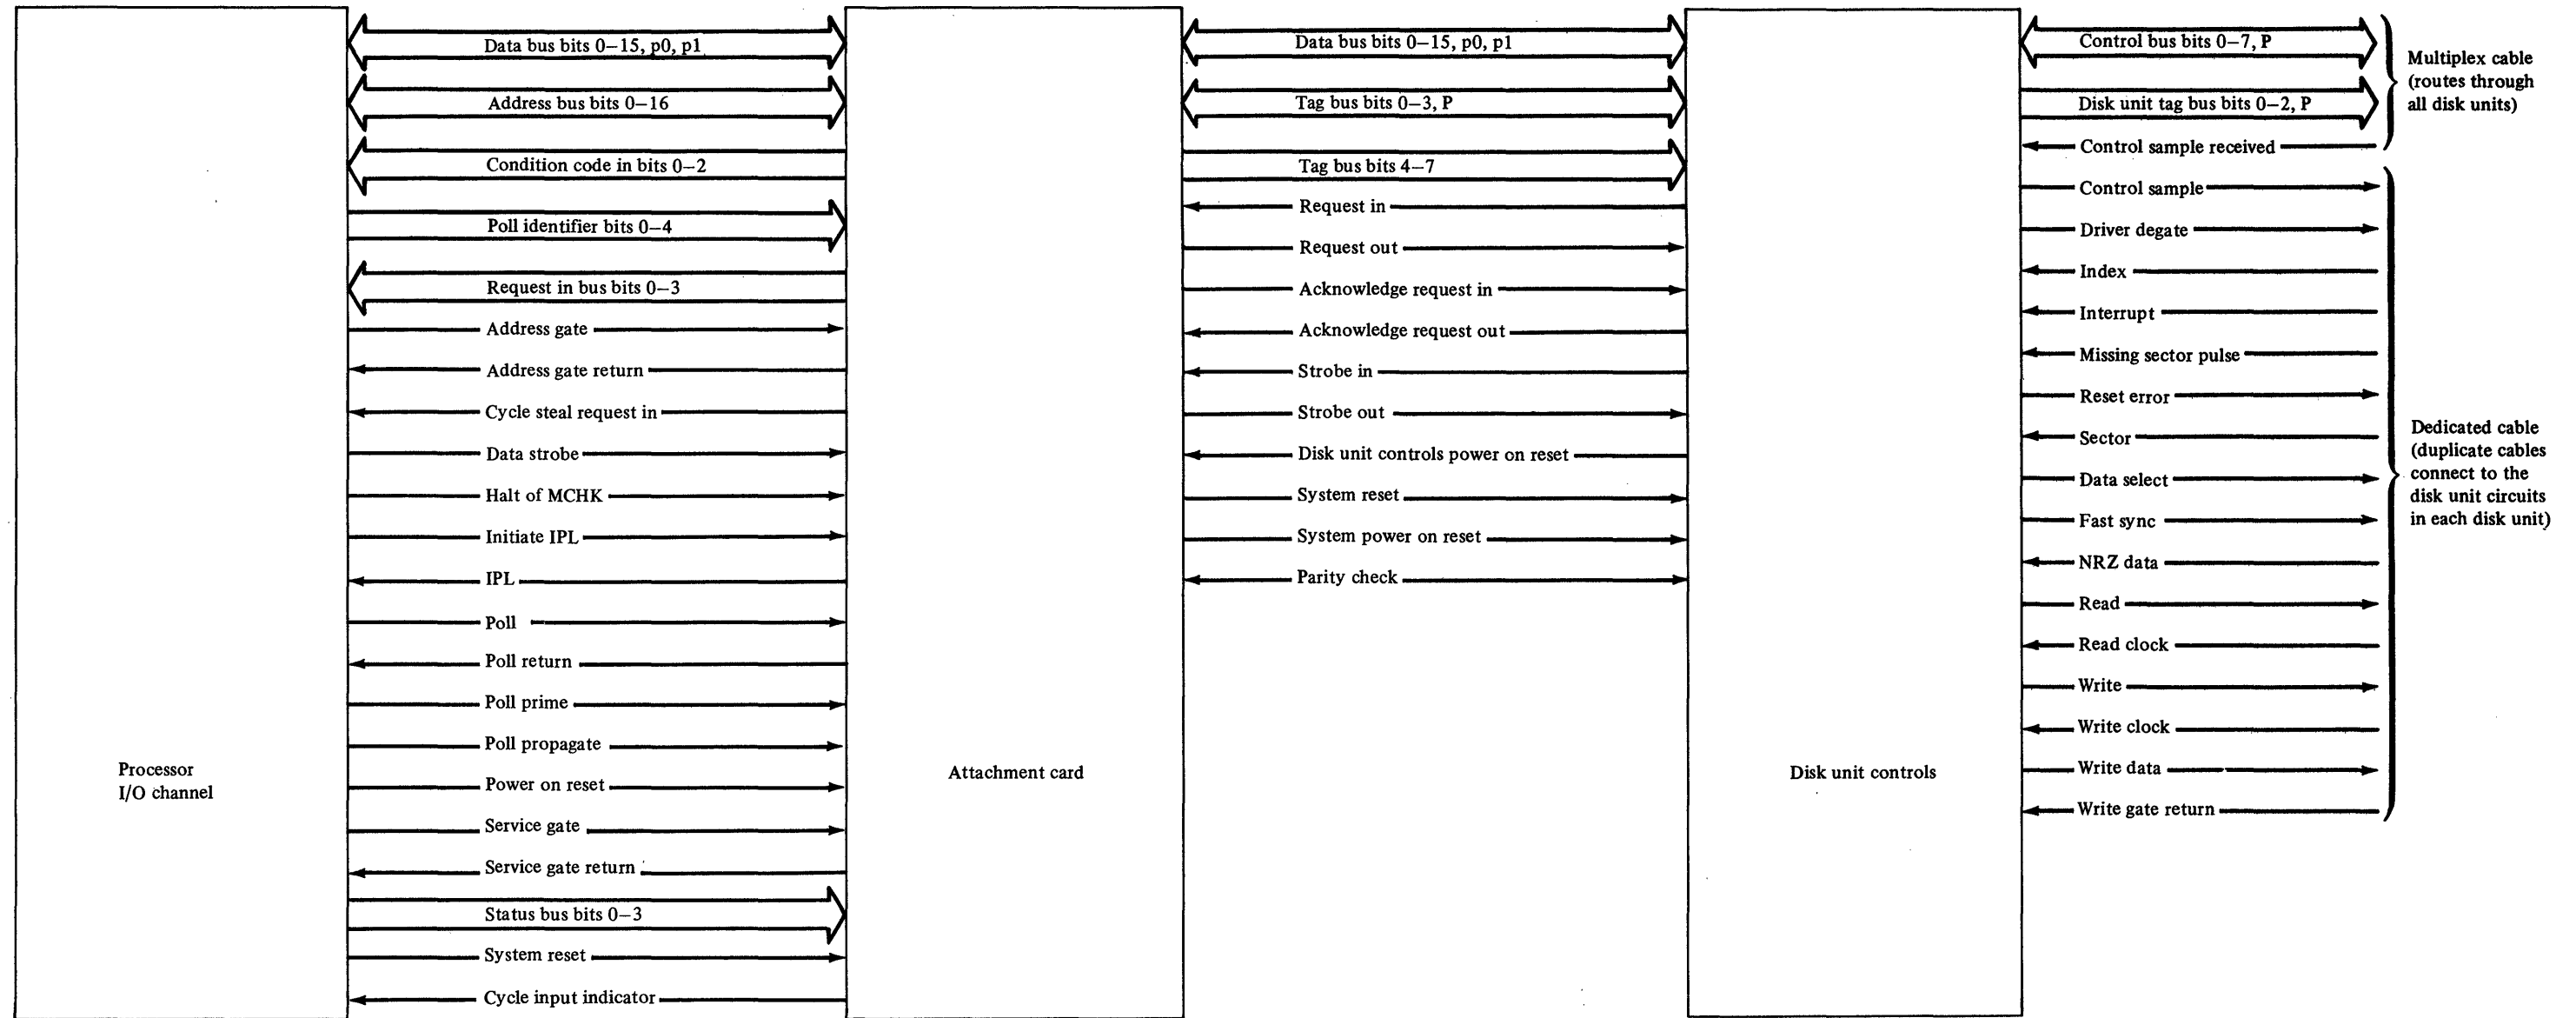 Data bus bits 0–15, p0, p1
Address bus bits 0–16
Condition code in bits 0–2
Poll identifier bits 0–4
Request in bus bits 0–3
Address gate
Address gate return
Cycle steal request in
Data strobe
Halt of MCHK
Initiate IPL
IPL
Poll
Poll return
Poll prime
Poll propagate
Power on reset
Service gate
Service gate return
Status bus bits 0–3
System reset
Cycle input indicator
Processor
I/O channel
Attachment card
Data bus bits 0–15, p0, p1
Tag bus bits 0–3, P
Tag bus bits 4–7
Request in
Request out
Acknowledge request in
Acknowledge request out
Strobe in
Strobe out
Disk unit controls power on reset
System reset
System power on reset
Parity check
Disk unit controls
Control bus bits 0–7, P
Disk unit tag bus bits 0–2, P
Control sample received
Control sample
Driver degate
Index
Interrupt
Missing sector pulse
Reset error
Sector
Data select
Fast sync
NRZ data
Read
Read clock
Write
Write clock
Write data
Write gate return
Multiplex cable
(routes through
all disk units)
Dedicated cable
(duplicate cables
connect to the
disk unit circuits
in each disk unit)